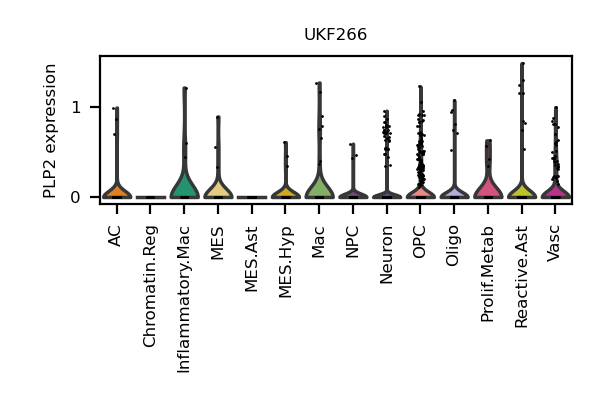 UKF266
PLP2 expression
1
0
AC
Chromatin.Reg
Inflammatory.Mac
MES
MES.Ast
MES.Hyp
Mac
NPC
Neuron
OPC
Oligo
Prolif.Metab
Reactive.Ast
Vasc